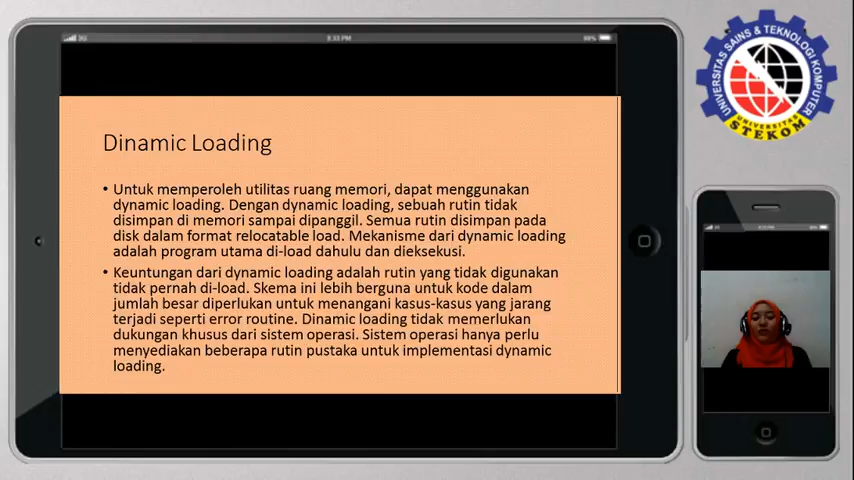 3G
8:33 PM
Dinamic Loading
• Untuk memperoleh utilitas ruang memori, dapat menggunakan
dynamic loading. Dengan dynamic loading, sebuah rutin tidak
disimpan di memori sampai dipanggil. Semua rutin disimpan pada
disk dalam format relocatable load. Mekanisme dari dynamic loading
adalah program utama di-load dahulu dan dieksekusi.
• Keuntungan dari dynamic loading adalah rutin yang tidak digunakan
tidak pernah di-load. Skema ini lebih berguna untuk kode dalam
jumlah besar diperlukan untuk menangani kasus-kasus yang jarang
terjadi seperti error routine. Dinamic loading tidak memerlukan
dukungan khusus dari sistem operasi. Sistem operasi hanya perlu
menyediakan beberapa rutin pustaka untuk implementasi dynamic
loading.
UNIVERSITAS SAINS & TEKNOLOGI KOMPUTER
UNIVERSITAS
STEKOM